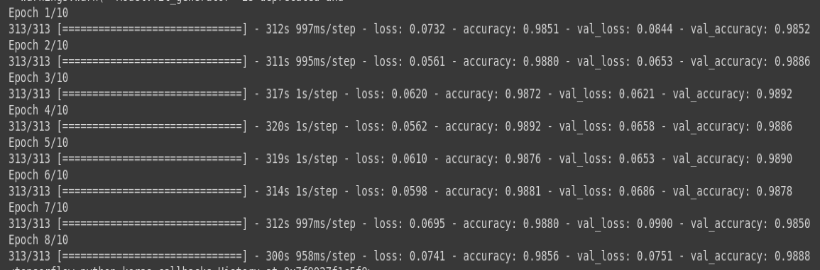 Epoch 1/10
313/313 [==============================] - 312s 997ms/step - loss: 0.0732 - accuracy: 0.9851 - val_loss: 0.0844 - val_accuracy: 0.9852
Epoch 2/10
313/313 [==============================] - 311s 995ms/step - loss: 0.0561 - accuracy: 0.9880 - val_loss: 0.0653 - val_accuracy: 0.9886
Epoch 3/10
313/313 [==============================] - 317s 1s/step - loss: 0.0620 - accuracy: 0.9872 - val_loss: 0.0621 - val_accuracy: 0.9892
Epoch 4/10
313/313 [==============================] - 320s 1s/step - loss: 0.0562 - accuracy: 0.9892 - val_loss: 0.0658 - val_accuracy: 0.9886
Epoch 5/10
313/313 [==============================] - 319s 1s/step - loss: 0.0610 - accuracy: 0.9876 - val_loss: 0.0653 - val_accuracy: 0.9890
Epoch 6/10
313/313 [==============================] - 314s 1s/step - loss: 0.0598 - accuracy: 0.9881 - val_loss: 0.0686 - val_accuracy: 0.9878
Epoch 7/10
313/313 [==============================] - 312s 997ms/step - loss: 0.0695 - accuracy: 0.9880 - val_loss: 0.0900 - val_accuracy: 0.9850
Epoch 8/10
313/313 [==============================] - 300s 958ms/step - loss: 0.0741 - accuracy: 0.9856 - val_loss: 0.0751 - val_accuracy: 0.9888